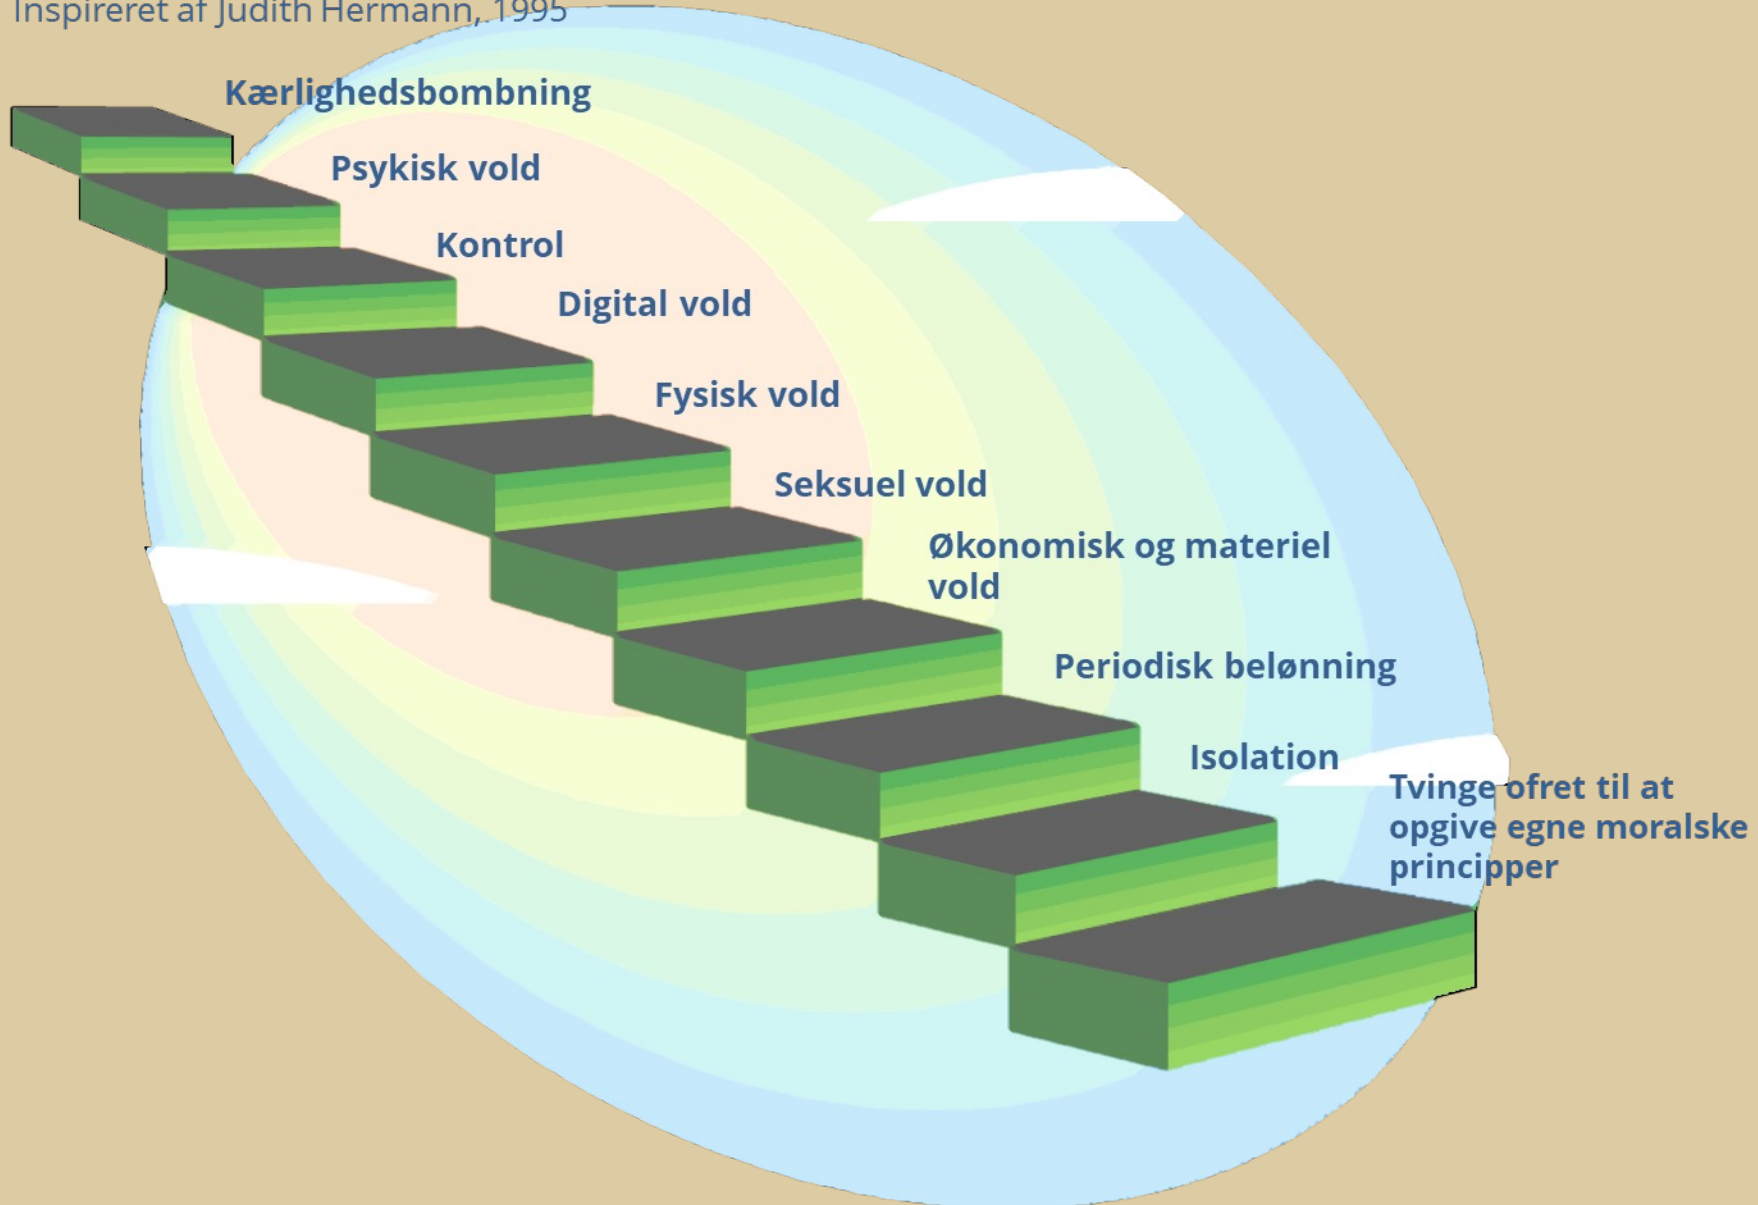 Inspireret af Judith Hermann, 1995
Kærlighedsbombning
Psykisk vold
Kontrol
Digital vold
Fysisk vold
Seksuel vold
Økonomisk og materiel
vold
Periodisk belønning
Isolation
Tvinge ofret til at
opgive egne moralske
principper